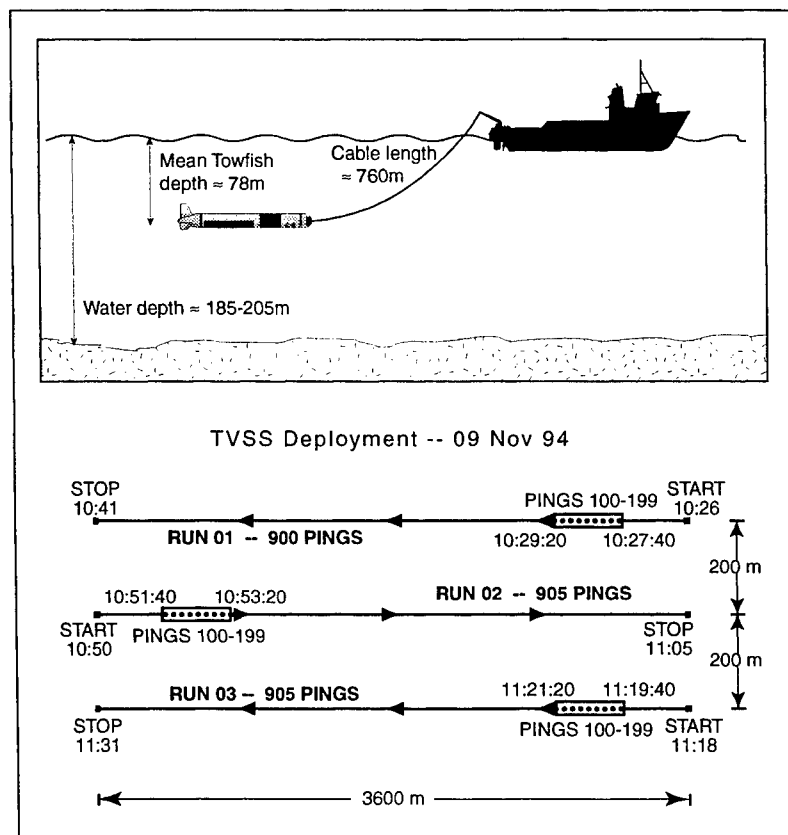 Mean Towfish
depth ≈ 78m
Cable length
≈ 760m
Water depth ≈ 185-205m
TVSS Deployment -- 09 Nov 94
STOP
10:41
PINGS 100-199
START
10:26
RUN 01 -- 900 PINGS
10:29:20
10:27:40
200 m
10:51:40
10:53:20
RUN 02 -- 905 PINGS
START
10:50
PINGS 100-199
STOP
11:05
200 m
RUN 03 -- 905 PINGS
11:21:20
11:19:40
STOP
11:31
PINGS 100-199
START
11:18
3600 m